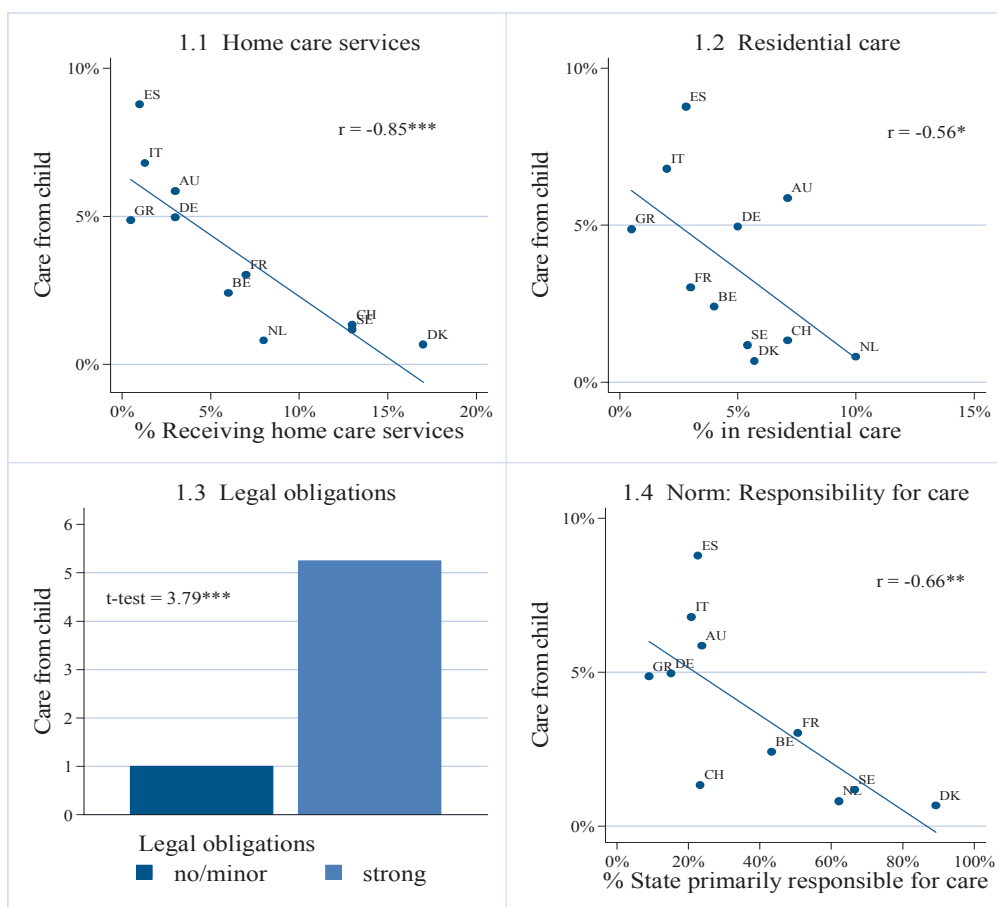 1.1 Home care services
10%
5%
0%
Care from child
ES
IT
AU
GR
DE
FR
BE
NL
CH
SE
DK
r = -0.85***
0% 5% 10% 15% 20%
% Receiving home care services
1.2 Residential care
10%
5%
0%
Care from child
ES
IT
AU
GR
DE
FR
BE
SE
CH
DK
NL
r = -0.56*
0% 5% 10% 15%
% in residential care
1.3 Legal obligations
6
5
4
3
2
1
0
Care from child
t-test = 3.79***
Legal obligations
no/minor strong
1.4 Norm: Responsibility for care
10%
5%
0%
Care from child
ES
IT
AU
GR
DE
FR
BE
CH
SE
NL
DK
r = -0.66**
0% 20% 40% 60% 80% 100%
% State primarily responsible for care